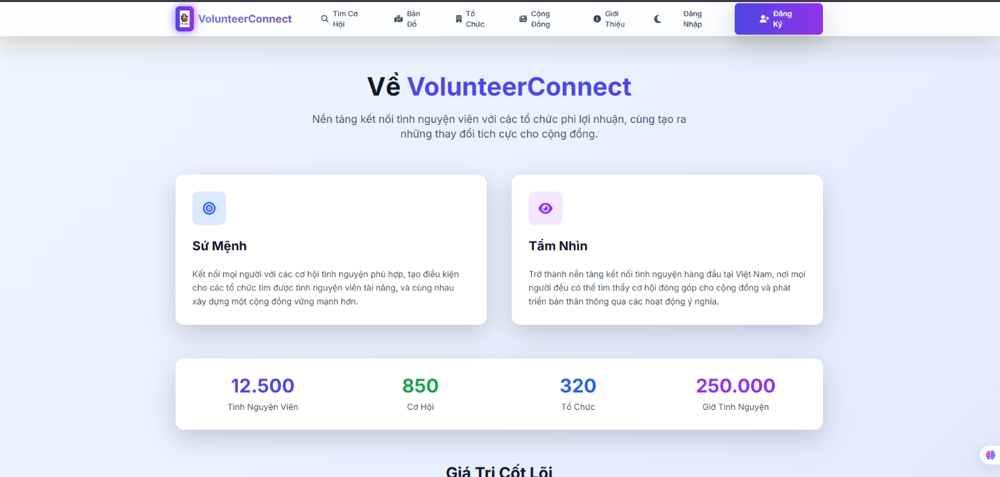 VolunteerConnect
Tìm Cơ
Hội
Bản
Đồ
Tổ
Chức
Cộng
Đồng
Giới
Thiệu
Đăng
Nhập
Đăng
Ký
Về VolunteerConnect
Nền tảng kết nối tình nguyện viên với các tổ chức phi lợi nhuận, cùng tạo ra
những thay đổi tích cực cho cộng đồng.
Sứ Mệnh
Kết nối mọi người với các cơ hội tình nguyện phù hợp, tạo điều kiện
cho các tổ chức tìm được tình nguyện viên tài năng, và cùng nhau
xây dựng một cộng đồng vững mạnh hơn.
Tầm Nhìn
Trở thành nền tảng kết nối tình nguyện hàng đầu tại Việt Nam, nơi mọi
người đều có thể tìm thấy cơ hội đóng góp cho cộng đồng và phát
triển bản thân thông qua các hoạt động ý nghĩa.
12.500
Tình Nguyện Viên
850
Cơ Hội
320
Tổ Chức
250.000
Giờ Tình Nguyện
Giá Trị Cốt Lõi